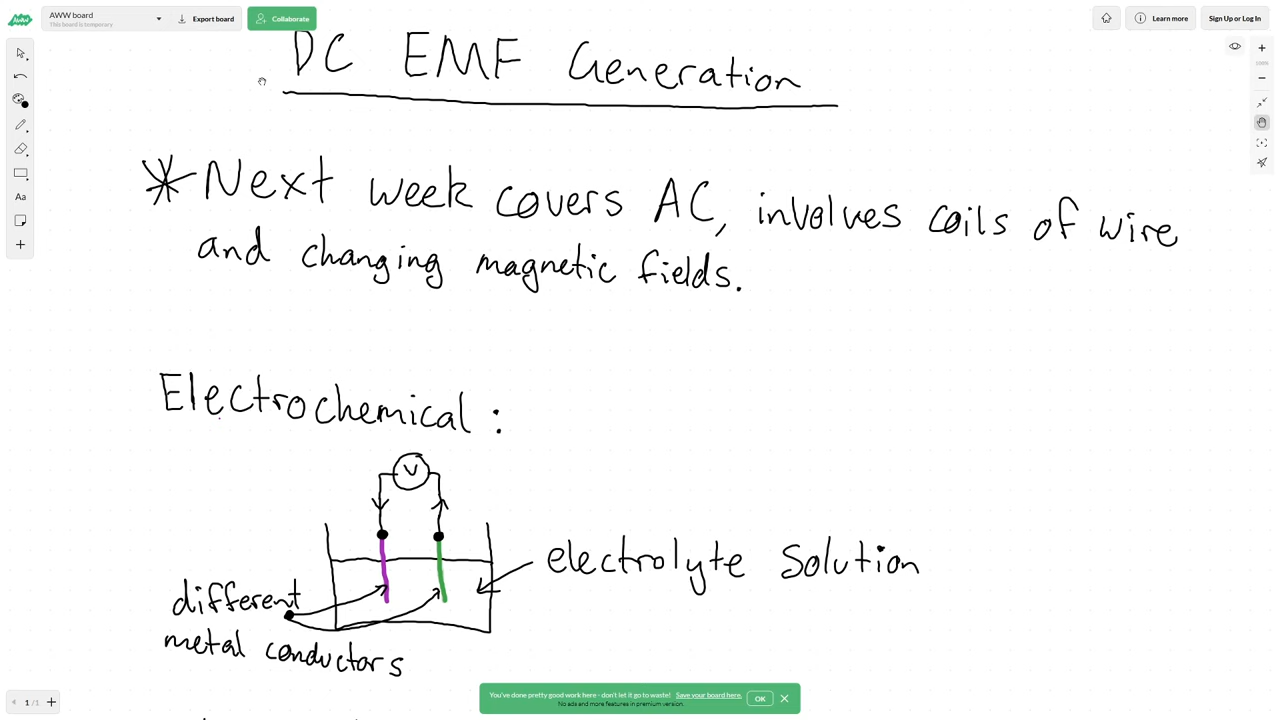 AWW board
This board is temporary
Export board
Collaborate
Learn more
Sign Up or Log In
DC EMF Generation
100%
*Next week covers AC, involves coils of wire
and changing magnetic fields.
Aa
Electrochemical:
V
electrolyte solution
different
metal conductors
You've done pretty good work here - don't let it go to waste! Save your board here.
No ads and more features in premium version.
OK
1 / 1